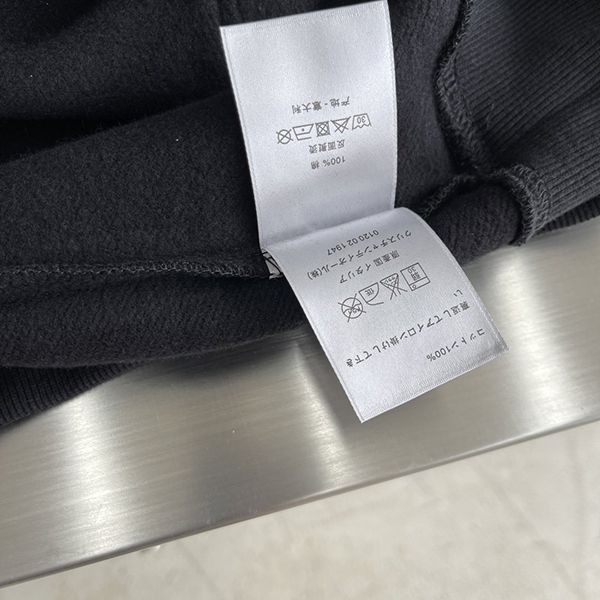 100% 棉
反面熨烫
30
产地 - 意大利
コットン100%
裏返してアイロン掛けして下さ
い
30
原産国 イタリア
クリスチャンディオール(株)
0120 02 1947